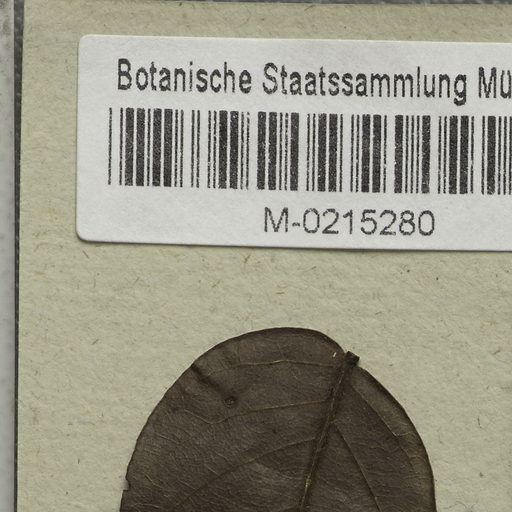 Botanische Staatssammlung Mü
M-0215280